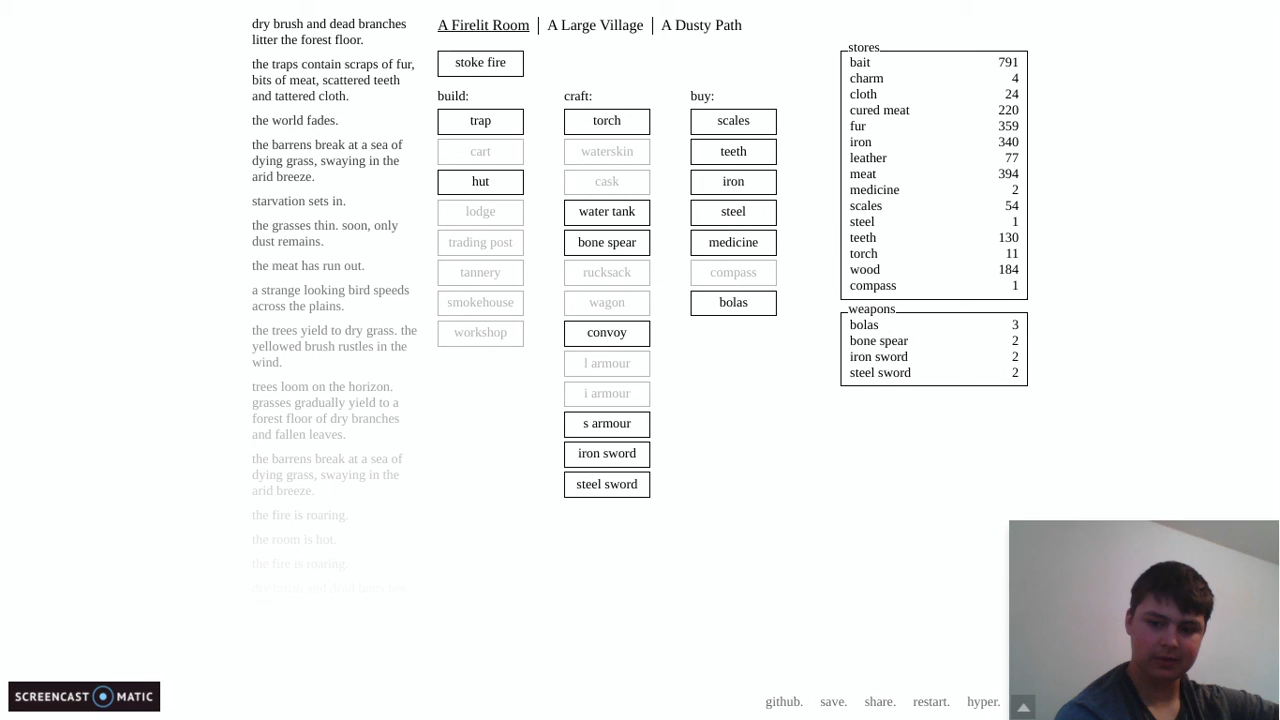 dry brush and dead branches
litter the forest floor.
the traps contain scraps of fur,
bits of meat, scattered teeth
and tattered cloth.
the world fades.
the barrens break at a sea of
dying grass, swaying in the
arid breeze.
starvation sets in.
the grasses thin. soon, only
dust remains.
the meat has run out.
a strange looking bird speeds
across the plains.
the trees yield to dry grass. the
yellowed brush rustles in the
wind.
trees loom on the horizon.
grasses gradually yield to a
forest floor of dry branches
and fallen leaves.
the barrens break at a sea of
dying grass, swaying in the
arid breeze.
the fire is roaring.
the room is hot.
the fire is roaring.
dry brush and dead branches
A Firelit Room | A Large Village | A Dusty Path
stoke fire
build:
trap
cart
hut
lodge
trading post
tannery
smokehouse
workshop
craft:
torch
waterskin
cask
water tank
bone spear
rucksack
wagon
convoy
l armour
i armour
s armour
iron sword
steel sword
buy:
scales
teeth
iron
steel
medicine
compass
bolas
stores
bait 791
charm 4
cloth 24
cured meat 220
fur 359
iron 340
leather 77
meat 394
medicine 2
scales 54
steel 1
teeth 130
torch 11
wood 184
compass 1
weapons
bolas 3
bone spear 2
iron sword 2
steel sword 2
SCREENCAST MATIC
github. save. share. restart. hyper.